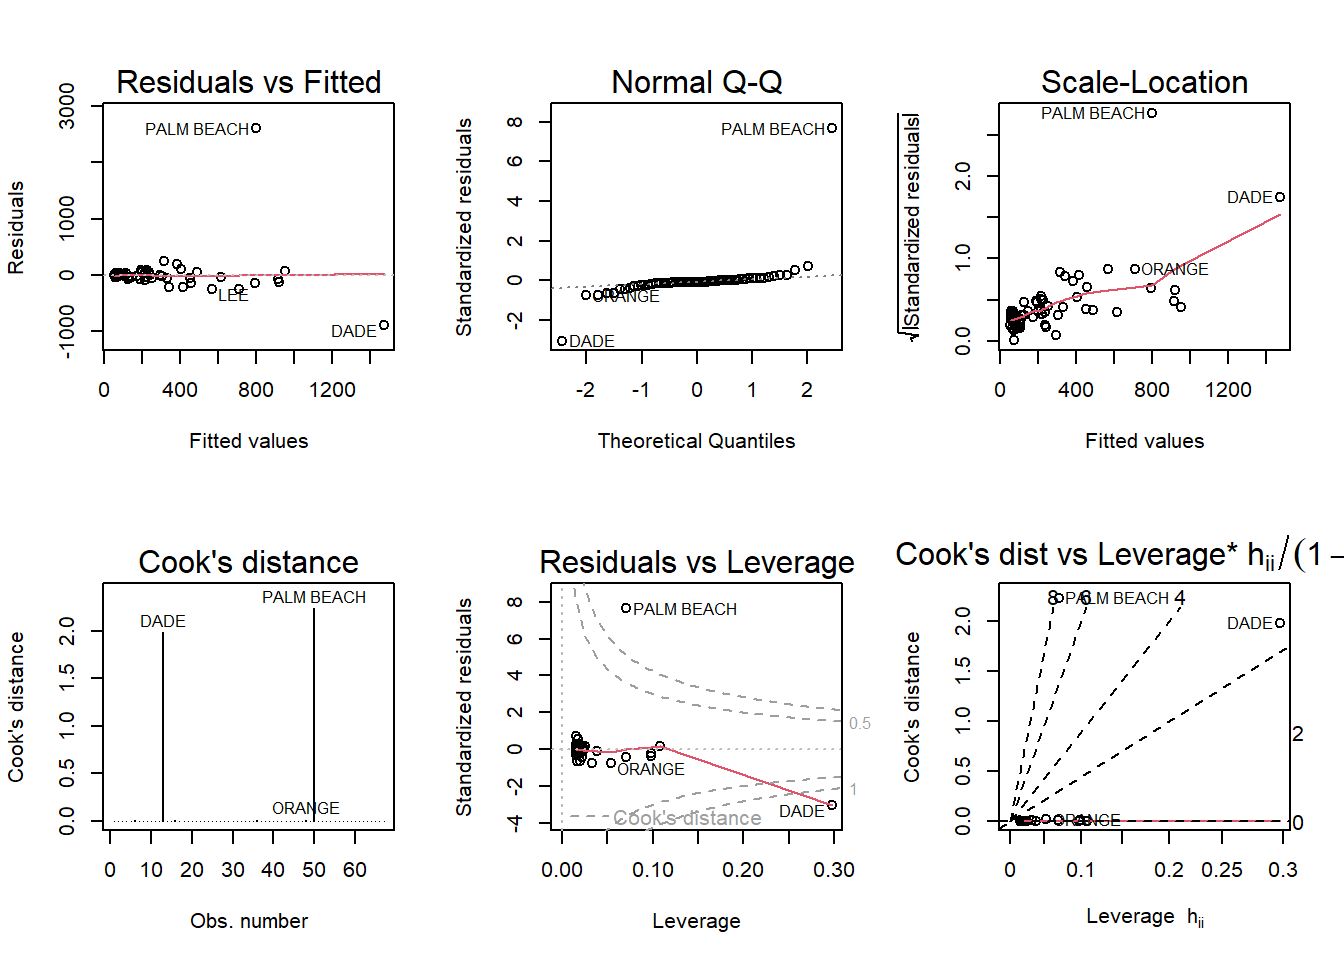 Residuals vs Fitted
Residuals
3000
1000
0
-1000
PALM BEACH
LEE
DADE
0 400 800 1200
Fitted values
Normal Q-Q
Standardized residuals
8
6
4
2
0
-2
PALM BEACH
ORANGE
DADE
-2 -1 0 1 2
Theoretical Quantiles
Scale-Location
√|Standardized residuals|
2.0
1.0
0.0
PALM BEACH
DADE
ORANGE
0 400 800 1200
Fitted values
Cook's distance
Cook's distance
2.0
1.5
1.0
0.5
0.0
PALM BEACH
DADE
ORANGE
0 10 20 30 40 50 60
Obs. number
Residuals vs Leverage
Standardized residuals
8
6
4
2
0
-2
-4
PALM BEACH
0.5
ORANGE
1
DADE
Cook's distance
0.00 0.10 0.20 0.30
Leverage
Cook's dist vs Leverage* hii/(1 −
Cook's distance
2.0
1.5
1.0
0.5
0.0
8 6 4
PALM BEACH
DADE
2
ORANGE
0
0 0.1 0.2 0.25 0.3
Leverage hii